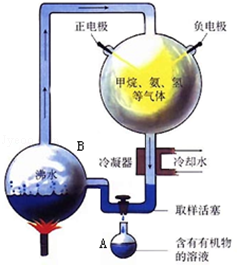 正电极
负电极
甲烷、氨、氢
等气体
B
冷凝器
冷却水
沸水
取样活塞
A
含有有机物
的溶液